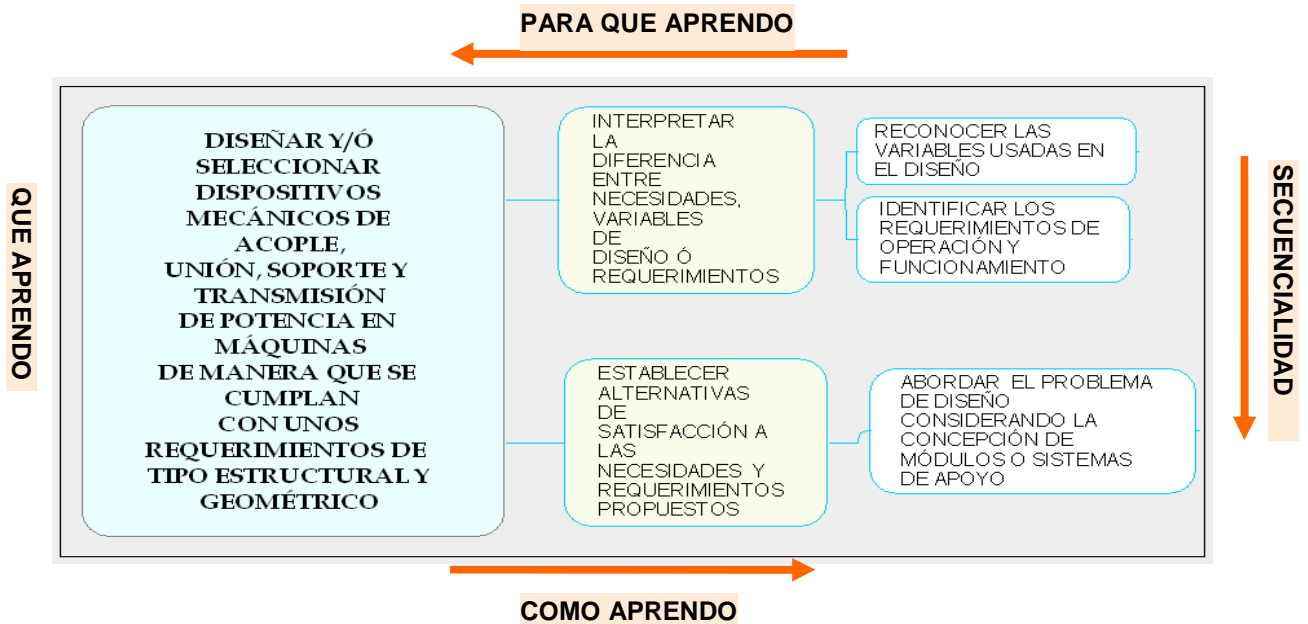 PARA QUE APRENDO
QUE APRENDO
DISEÑAR Y/Ó
SELECCIONAR
DISPOSITIVOS
MECÁNICOS DE
ACOPLE,
UNIÓN, SOPORTE Y
TRANSMISIÓN
DE POTENCIA EN
MÁQUINAS
DE MANERA QUE SE
CUMPLAN
CON UNOS
REQUERIMIENTOS DE
TIPO ESTRUCTURAL Y
GEOMÉTRICO
INTERPRETAR
LA
DIFERENCIA
ENTRE
NECESIDADES,
VARIABLES
DE
DISEÑO Ó
REQUERIMIENTOS
RECONOCER LAS
VARIABLES USADAS EN
EL DISEÑO
IDENTIFICAR LOS
REQUERIMIENTOS DE
OPERACIÓN Y
FUNCIONAMIENTO
ESTABLECER
ALTERNATIVAS
DE
SATISFACCIÓN A
LAS
NECESIDADES Y
REQUERIMIENTOS
PROPUESTOS
ABORDAR EL PROBLEMA
DE DISEÑO
CONSIDERANDO LA
CONCEPCIÓN DE
MÓDULOS O SISTEMAS
DE APOYO
SECUENCIALIDAD
COMO APRENDO